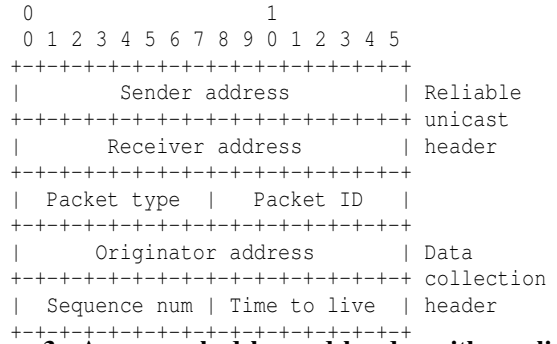 0                   1
 0 1 2 3 4 5 6 7 8 9 0 1 2 3 4 5
+-+-+-+-+-+-+-+-+-+-+-+-+-+-+-+-+
|        Sender address         | Reliable
+-+-+-+-+-+-+-+-+-+-+-+-+-+-+-+-+ unicast
|       Receiver address        | header
+-+-+-+-+-+-+-+-+-+-+-+-+-+-+-+-+
|  Packet type  |   Packet ID   |
+-+-+-+-+-+-+-+-+-+-+-+-+-+-+-+-+
|      Originator address       | Data
+-+-+-+-+-+-+-+-+-+-+-+-+-+-+-+-+ collection
|  Sequence num | Time to live  | header
+-+-+-+-+-+-+-+-+-+-+-+-+-+-+-+-+